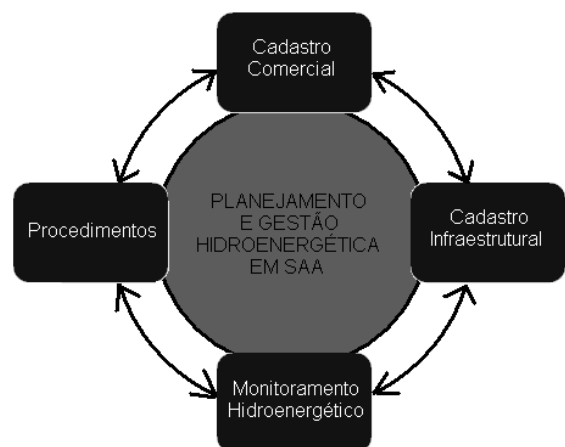 Cadastro
Comercial
Procedimentos
PLANEJAMENTO
E GESTÃO
HIDROENERGÉTICA
EM SAA
Cadastro
Infraestrutural
Monitoramento
Hidroenergético